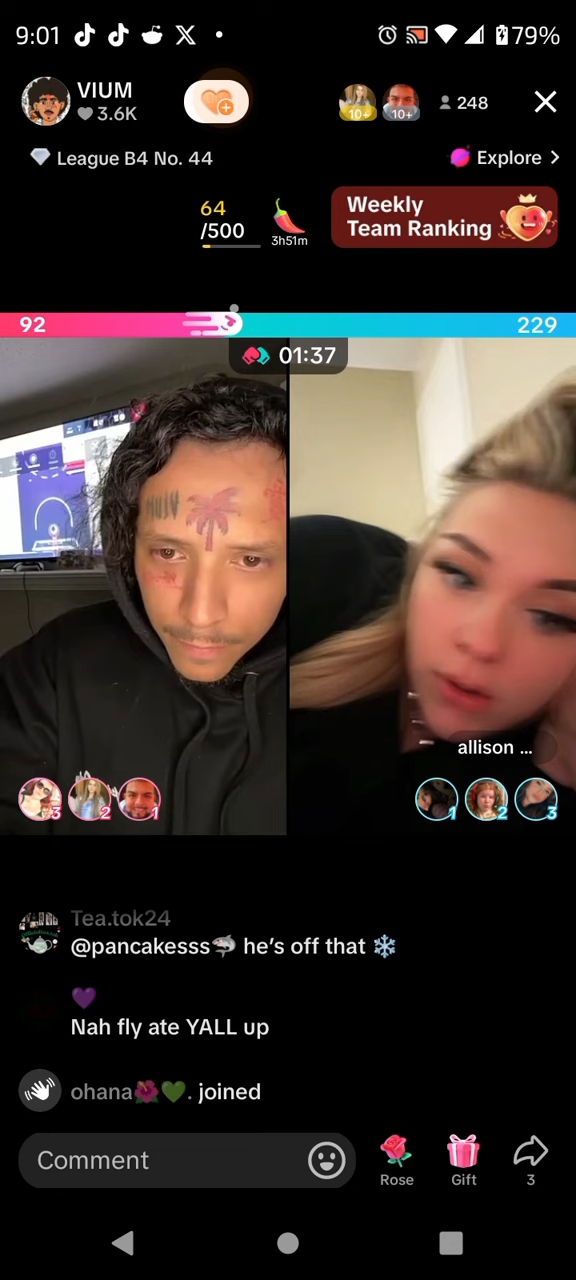 9:01
79%
VIUM
3.6K
10+
10+
248
League B4 No. 44
Explore
64
/500
3h51m
Weekly
Team Ranking
92
229
01:37
allison ...
3
2
1
1
2
3
Tea.tok24
@pancakesss🦈 he's off that ❄️
💜
Nah fly ate YALL up
ohana🌺💚. joined
Comment
Rose
Gift
3